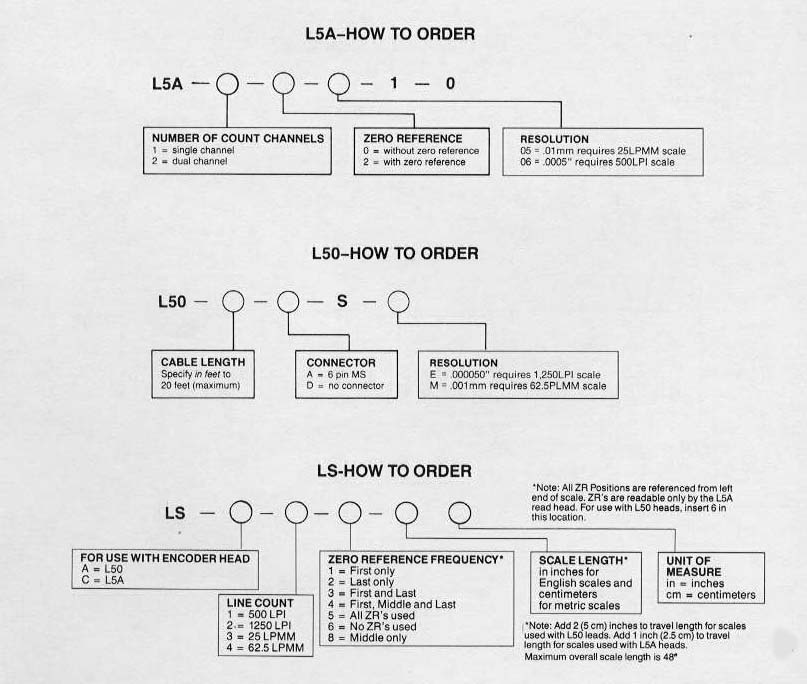 L5A–HOW TO ORDER
L5A – – – – 1 – 0
NUMBER OF COUNT CHANNELS
1 = single channel
2 = dual channel
ZERO REFERENCE
0 = without zero reference
2 = with zero reference
RESOLUTION
05 = .01mm requires 25LPMM scale
06 = .0005" requires 500LPI scale
L50–HOW TO ORDER
L50 – – – S –
CABLE LENGTH
Specify in feet to
20 feet (maximum)
CONNECTOR
A = 6 pin MS
D = no connector
RESOLUTION
E = .000050" requires 1,250LPI scale
M = .001mm requires 62.5PLMM scale
LS-HOW TO ORDER
*Note: All ZR Positions are referenced from left
end of scale. ZR's are readable only by the L5A
read head. For use with L50 heads, insert 6 in
this location.
LS – – – –
FOR USE WITH ENCODER HEAD
A = L50
C = L5A
LINE COUNT
1 = 500 LPI
2 = 1250 LPI
3 = 25 LPMM
4 = 62.5 LPMM
ZERO REFERENCE FREQUENCY*
1 = First only
2 = Last only
3 = First and Last
4 = First, Middle and Last
5 = All ZR's used
6 = No ZR's used
8 = Middle only
SCALE LENGTH*
in inches for
English scales and
centimeters
for metric scales
UNIT OF
MEASURE
in = inches
cm = centimeters
*Note: Add 2 (5 cm) inches to travel length for scales
used with L50 leads. Add 1 inch (2.5 cm) to travel
length for scales used with L5A heads.
Maximum overall scale length is 48"